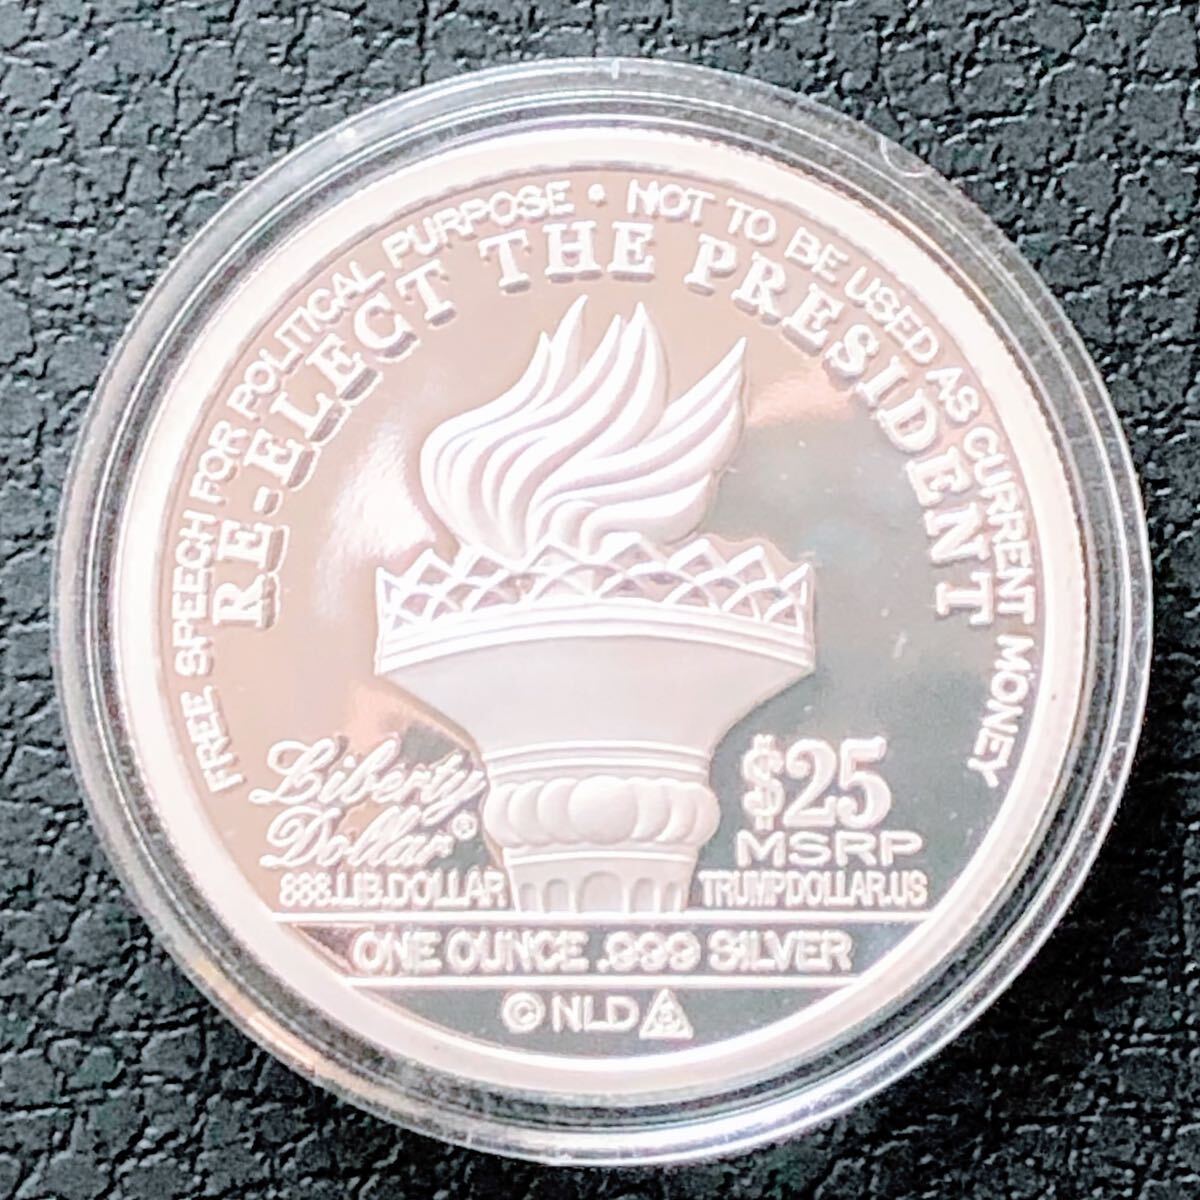 FREE SPEECH FOR POLITICAL PURPOSE • NOT TO BE USED AS CURRENT MONEY
RE-ELECT THE PRESIDENT
Liberty
Dollar®
888.LIB.DOLLAR
$25
MSRP
TRUMPDOLLAR.US
ONE OUNCE .999 SILVER
© NLD